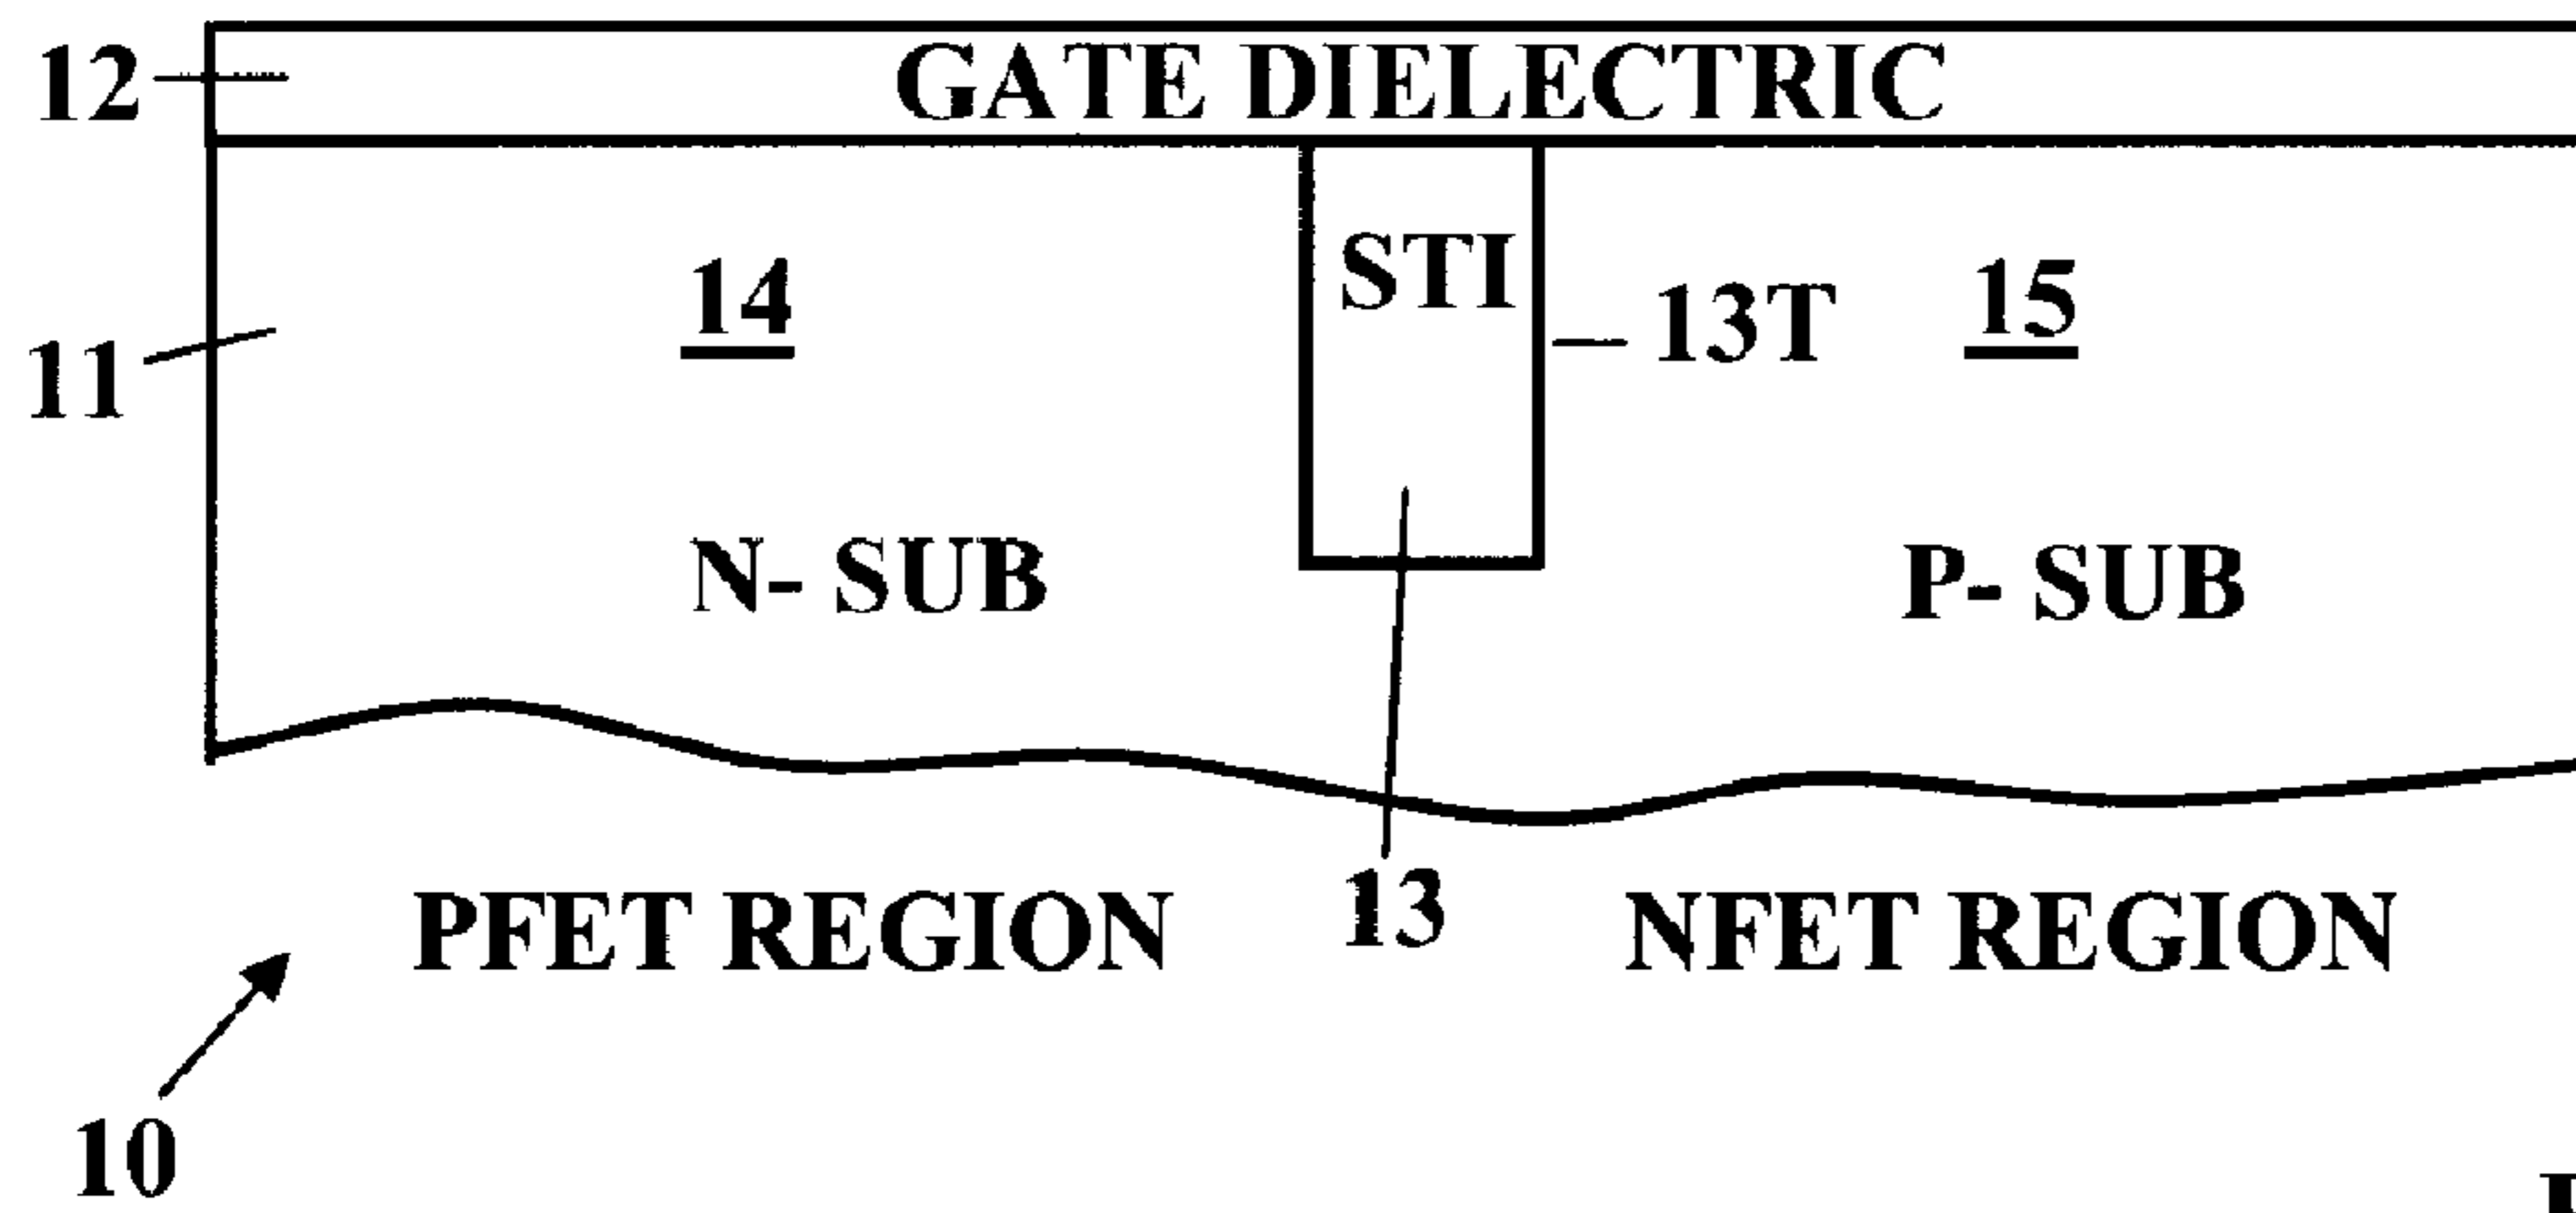 12
GATE DIELECTRIC
STI
14
13T
15
11
N- SUB
P- SUB
13
PFET REGION
NFET REGION
10